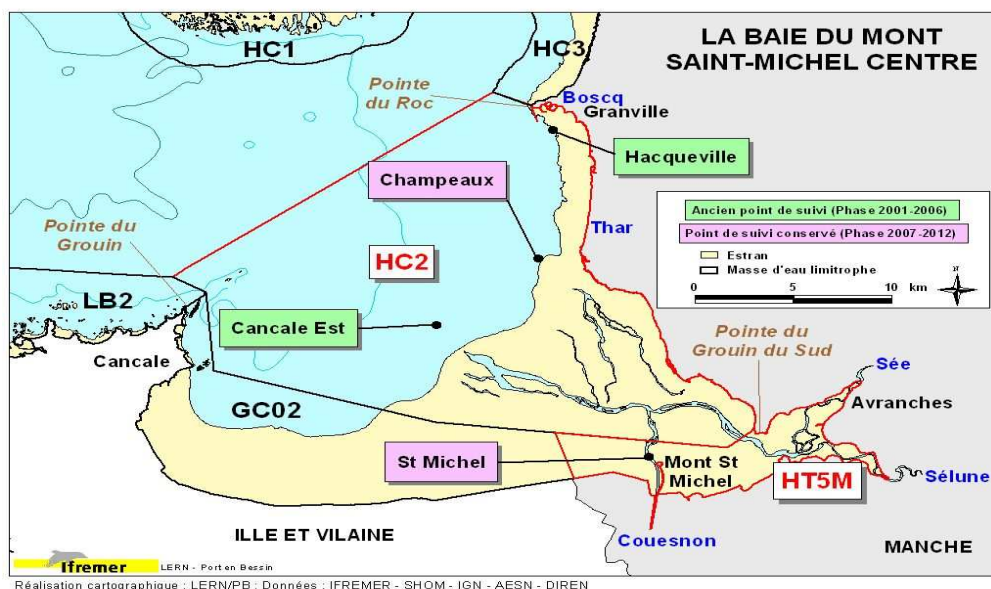 LA BAIE DU MONT
SAINT-MICHEL CENTRE
HC1
HC3
Pointe
du Roc
Boscq
Granville
Hacqueville
Champeaux
Ancien point de suivi (Phase 2001-2006)
Point de suivi conservé (Phase 2007-2012)
Estran
Masse d'eau limitrophe
0 5 10 km
N
Thar
Pointe du
Grouin
HC2
LB2
Cancale Est
Cancale
Pointe du
Grouin du Sud
Sée
Avranches
GC02
St Michel
Mont St
Michel
HT5M
Sélune
ILLE ET VILAINE
Couesnon
MANCHE
Ifremer
LERN - Port en Bessin
Réalisation cartographique : LERN/PB : Données : IFREMER - SHOM - IGN - AESN - DIREN